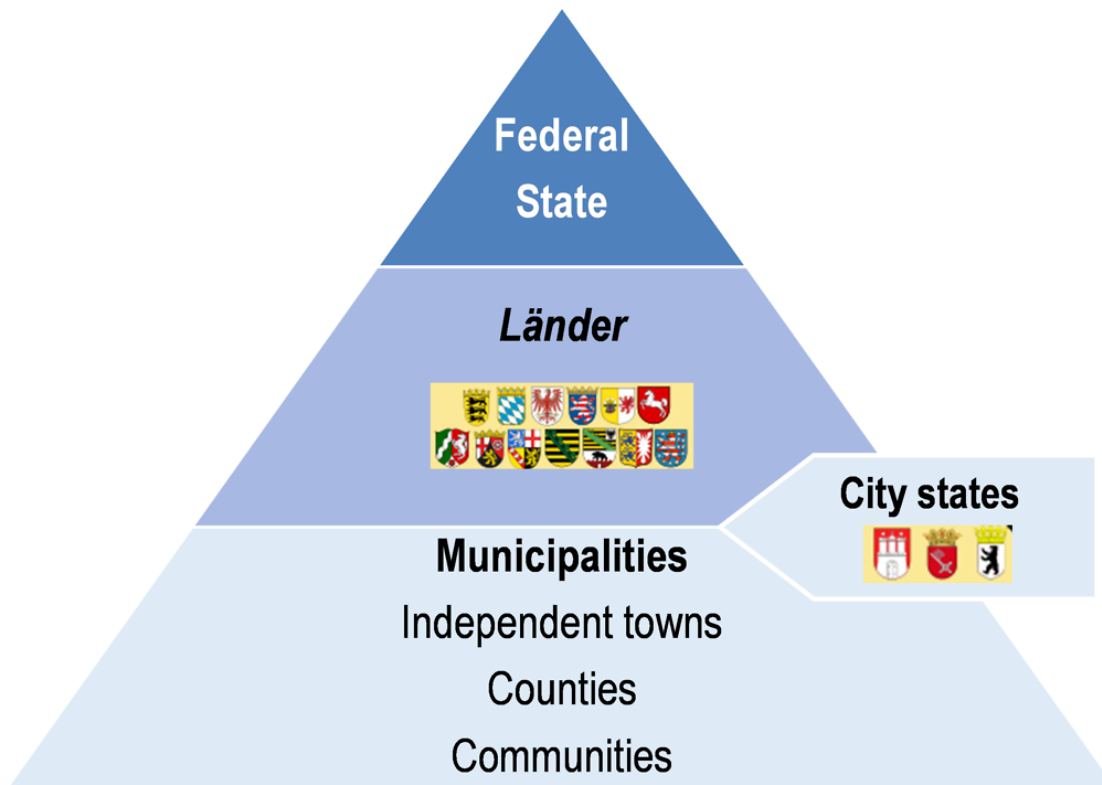 Federal
State
Länder
City states
Municipalities
Independent towns
Counties
Communities